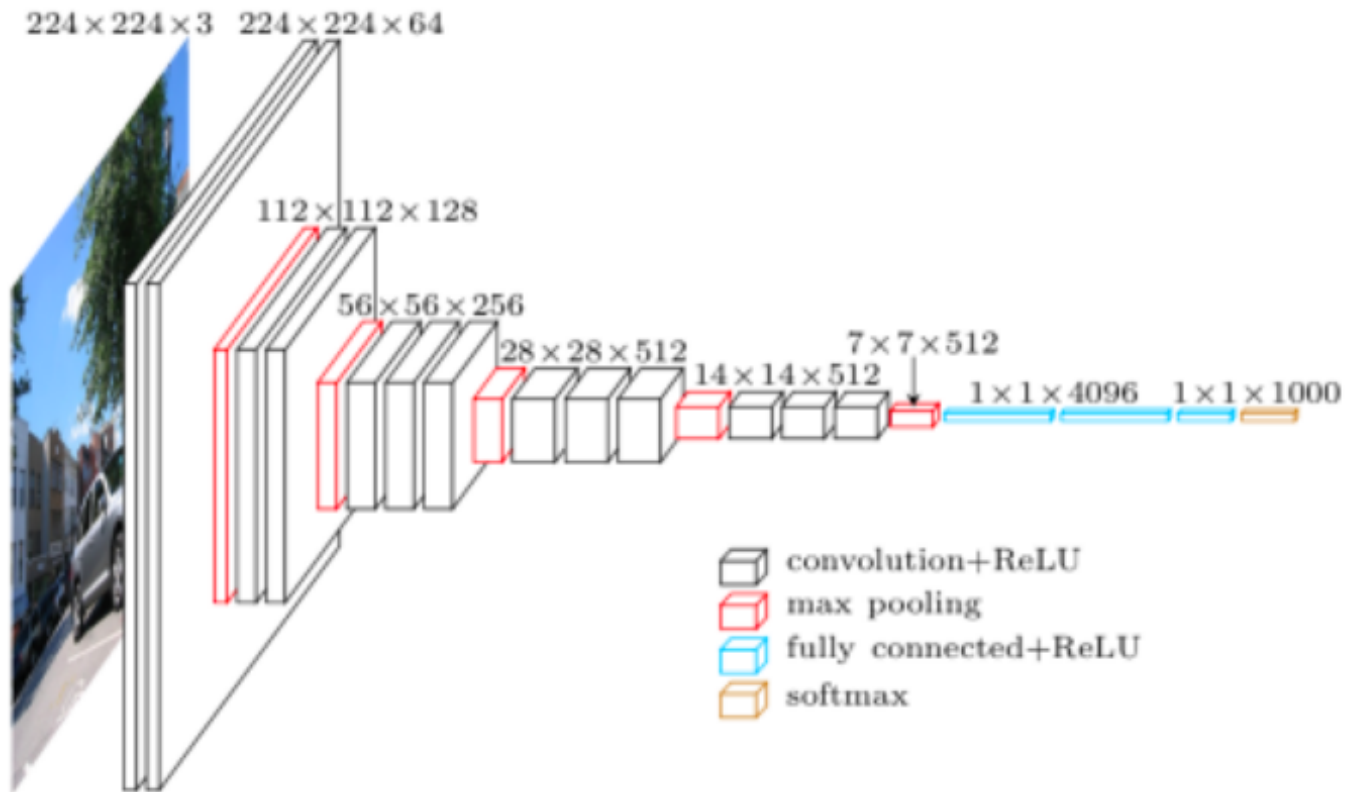 224×224×3
224×224×64
112×112×128
56×56×256
28×28×512
14×14×512
7×7×512
1×1×4096
1×1×1000
convolution+ReLU
max pooling
fully connected+ReLU
softmax